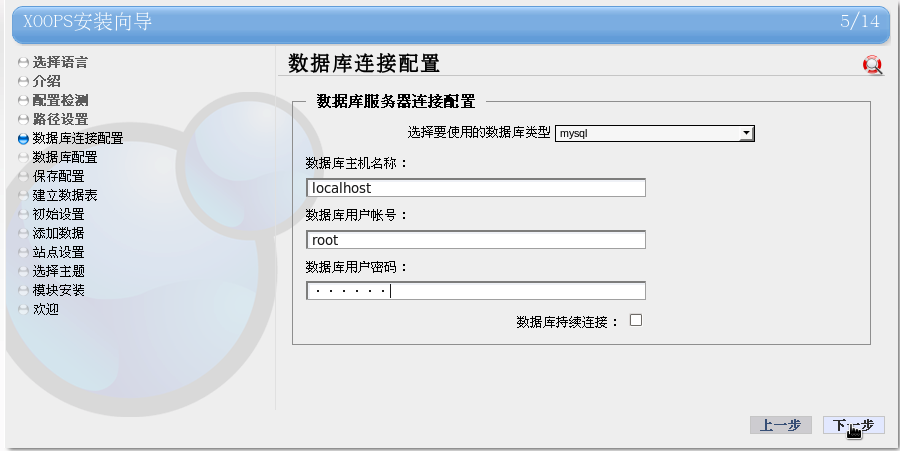 XOOPS安装向导 5/14
选择语言
介绍
配置检测
路径设置
数据库连接配置
数据库配置
保存配置
建立数据表
初始设置
添加数据
站点设置
选择主题
模块安装
欢迎
数据库连接配置
数据库服务器连接配置
选择要使用的数据库类型 mysql
数据库主机名称：
localhost
数据库用户帐号：
root
数据库用户密码：
······
数据库持续连接：
上一步 下一步